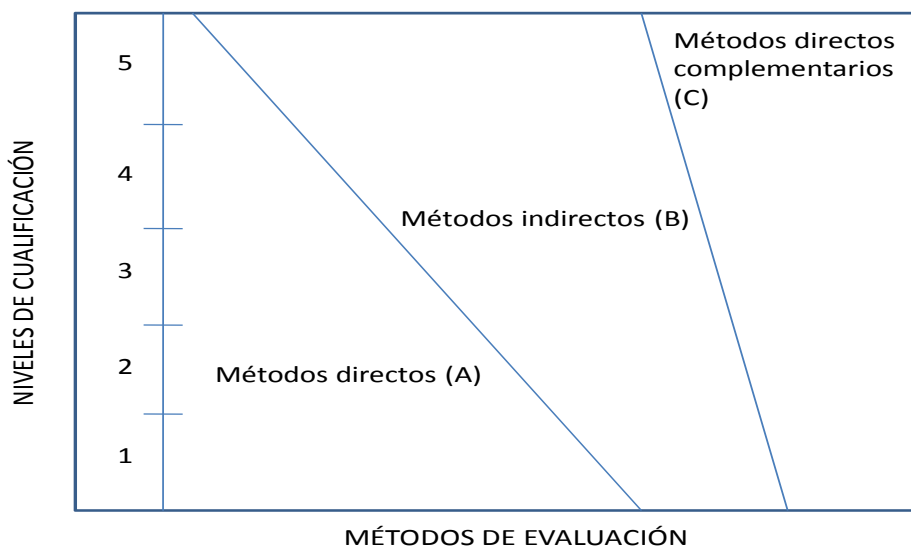 NIVELES DE CUALIFICACIÓN
5
4
3
2
1
Métodos directos
complementarios
(C)
Métodos indirectos (B)
Métodos directos (A)
MÉTODOS DE EVALUACIÓN